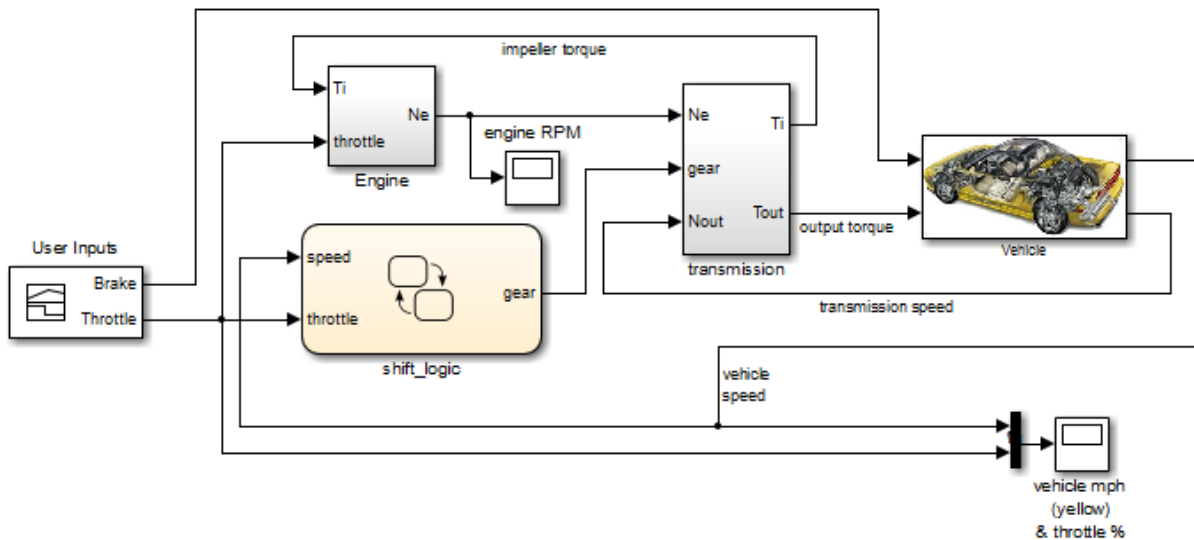 impeller torque
Ti
Ne
throttle
Engine
engine RPM
Ne
Ti
gear
Nout
Tout
transmission
output torque
Vehicle
transmission speed
User Inputs
Brake
Throttle
speed
gear
throttle
shift_logic
vehicle
speed
vehicle mph
(yellow)
& throttle %